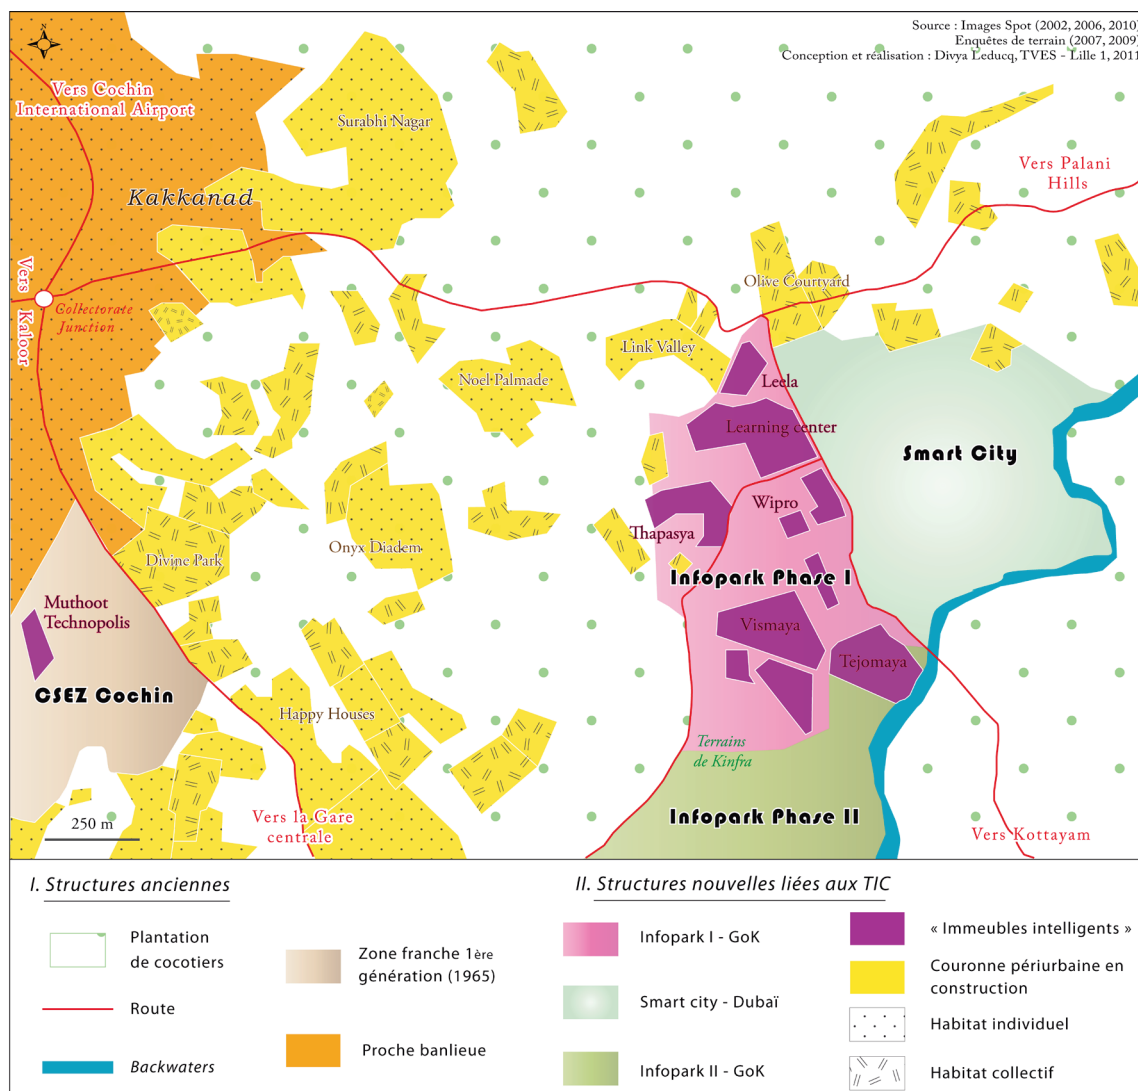 Source : Images Spot (2002, 2006, 2010)
Enquêtes de terrain (2007, 2009)
Conception et réalisation : Divya Leducq, TVES - Lille 1, 2011
N
Vers Cochin
International Airport
Surabhi Nagar
Kakkanad
Vers Palani
Hills
Vers Kaloor
Collectorate
Junction
Olive Courtyard
Link Valley
Noel Palmade
Leela
Learning center
Smart City
Wipro
Thapasya
Onyx Diadem
Divine Park
Infopark Phase I
Muthoot
Technopolis
Vismaya
Tejomaya
CSEZ Cochin
Happy Houses
Terrains
de Kinfra
250 m
Vers la Gare
centrale
Infopark Phase II
Vers Kottayam
I. Structures anciennes
Plantation
de cocotiers
Route
Backwaters
Zone franche 1ère
génération (1965)
Proche banlieue
II. Structures nouvelles liées aux TIC
Infopark I - GoK
Smart city - Dubaï
Infopark II - GoK
« Immeubles intelligents »
Couronne périurbaine en
construction
Habitat individuel
Habitat collectif